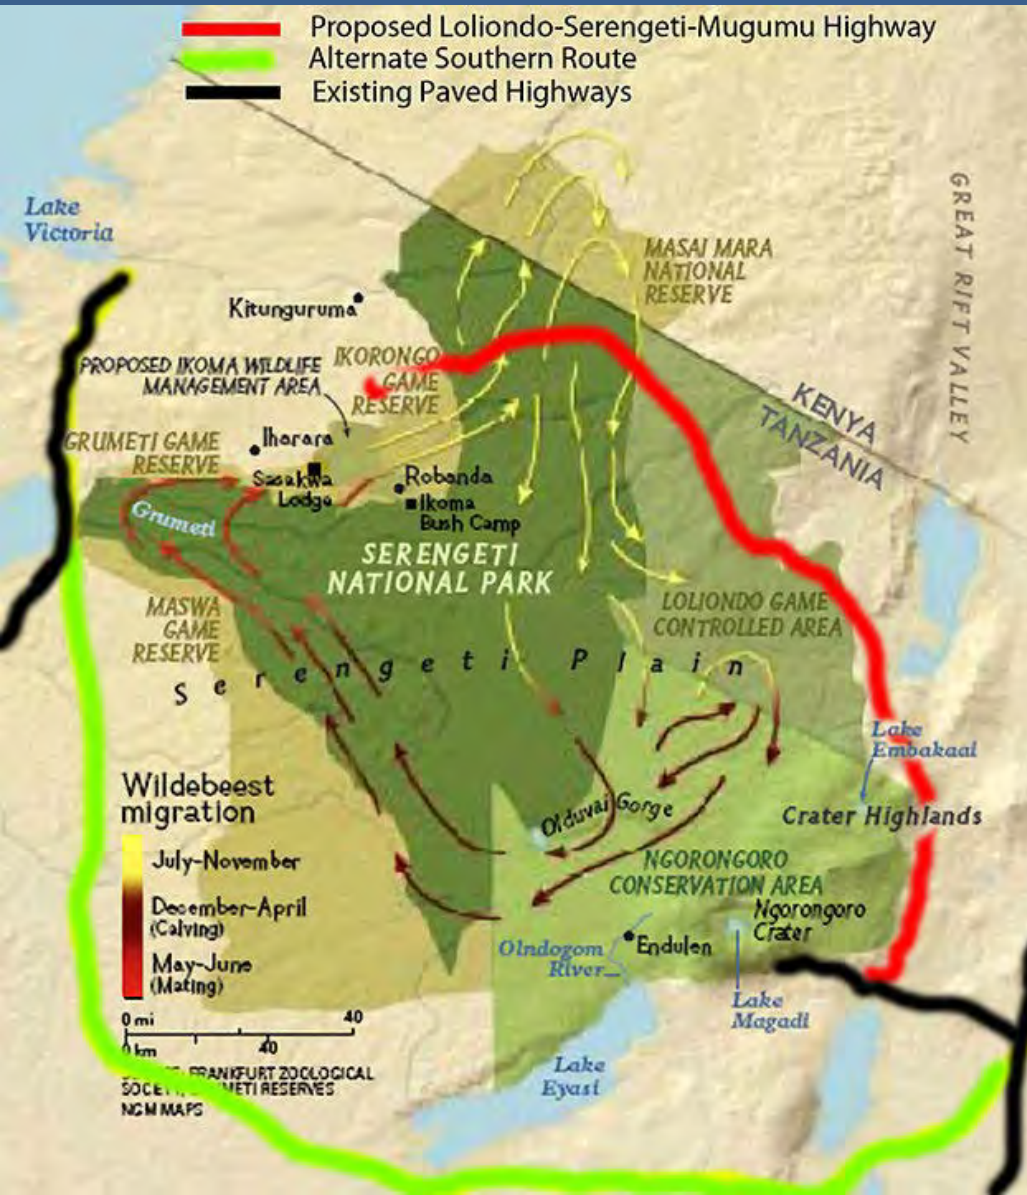 Proposed Loliondo-Serengeti-Mugumu Highway
Alternate Southern Route
Existing Paved Highways
Lake
Victoria
GREAT RIFT VALLEY
MASAI MARA
NATIONAL
RESERVE
Kitunguruma
PROPOSED IKOMA WILDLIFE
MANAGEMENT AREA
IKORONGO
GAME
RESERVE
KENYA
TANZANIA
GRUMETI GAME
RESERVE
Iharara
Sasakwa
Lodge
Robanda
Ikoma
Bush Camp
Grumeti
SERENGETI
NATIONAL PARK
MASWA
GAME
RESERVE
LOLIONDO GAME
CONTROLLED AREA
Serengeti Plain
Lake
Embakaai
Crater Highlands
Olduvai Gorge
NGORONGORO
CONSERVATION AREA
Ngorongoro
Crater
Olndogom
River
Endulen
Lake
Magadi
Lake
Eyasi
Wildebeest
migration
July-November
December-April
(Calving)
May-June
(Mating)
0 mi 40
0 km 40
FRANKFURT ZOOLOGICAL
RESERVES
NGM MAPS